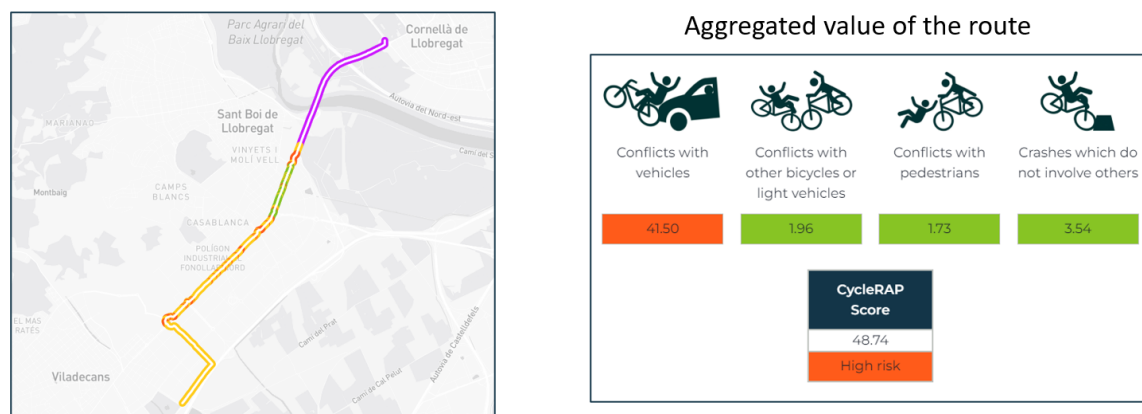 Parc Agrari del
Baix Llobregat
Cornellà de
Llobregat
Autovia del Nord-est
Sant Boi de
Llobregat
MARIANAO
VINYETS I
MOLÍ VELL
Camí del S
Montbaig
CAMPS
BLANCS
CASABLANCA
POLÍGON
INDUSTRIAL
FONOLLAR NORD
EL MAS
RATÉS
Camí del Prat
Autovia de Castelldefels
Viladecans
Camí de Cal Pelut
Aggregated value of the route
Conflicts with
vehicles
Conflicts with
other bicycles or
light vehicles
Conflicts with
pedestrians
Crashes which do
not involve others
41.50
1.96
1.73
3.54
CycleRAP
Score
48.74
High risk